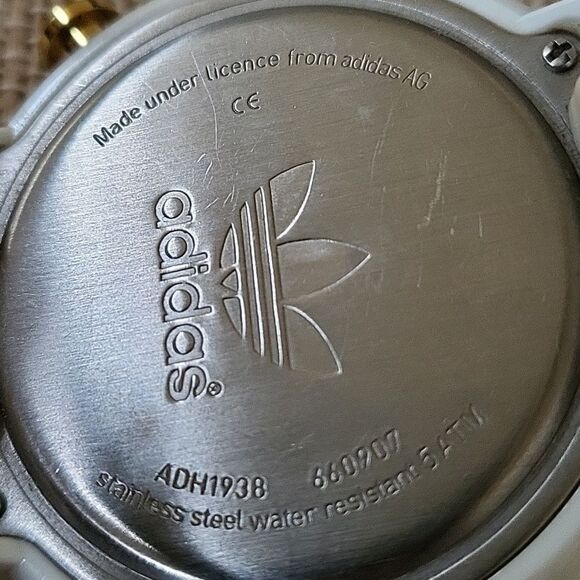 Made under licence from adidas AG
CE
adidas®
ADH1938 660907
stainless steel water resistant 5 ATM